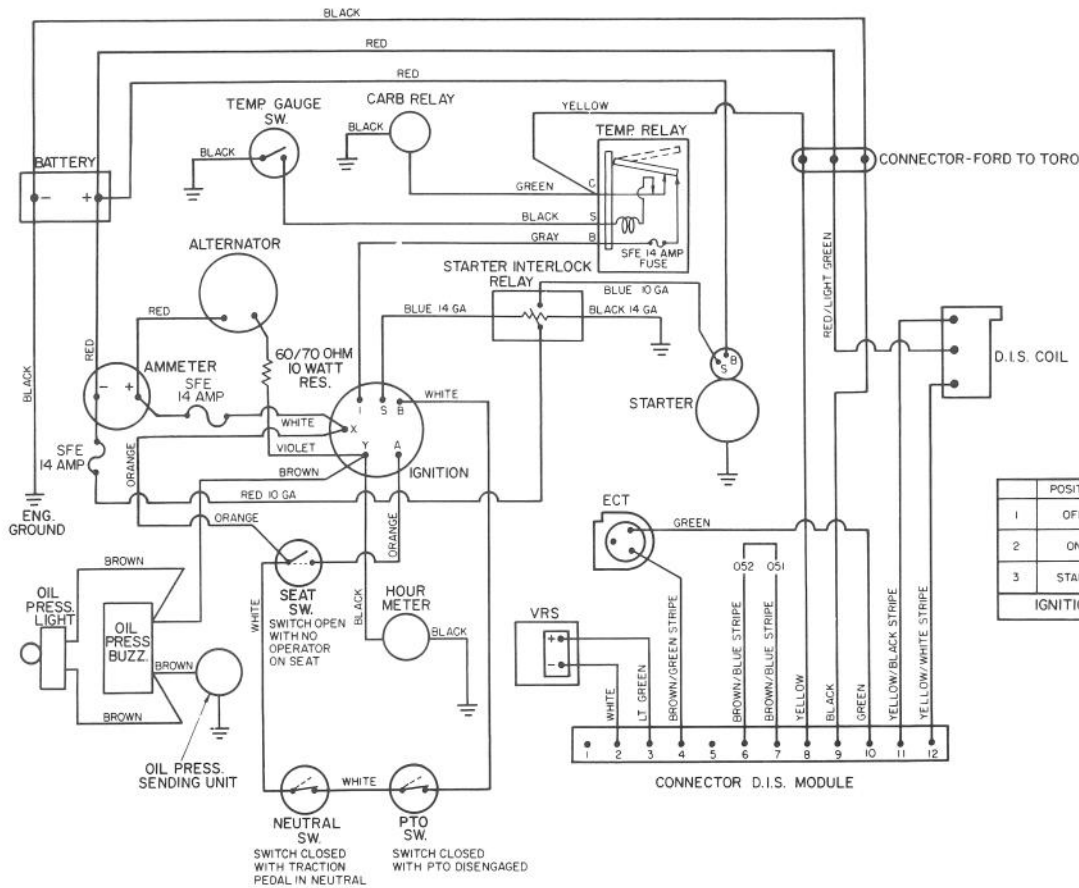 BLACK
RED
RED
TEMP. GAUGE
SW.
CARB RELAY
YELLOW
TEMP. RELAY
BLACK
BLACK
CONNECTOR-FORD TO TORO
BATTERY
-
+
GREEN
C
BLACK
S
GRAY
B
SFE 14 AMP
FUSE
ALTERNATOR
STARTER INTERLOCK
RELAY
BLUE 10 GA
BLUE 14 GA
BLACK 14 GA
RED/LIGHT GREEN
RED
RED
60/70 OHM
10 WATT
RES.
AMMETER
-
+
SFE
14 AMP
BLACK
I
S
B
WHITE
WHITE
X
Y
A
IGNITION
S
B
STARTER
D.I.S. COIL
SFE
14 AMP
ORANGE
VIOLET
BROWN
RED 10 GA
ENG.
GROUND
ORANGE
ORANGE
ECT
GREEN
POSIT
1
OF
2
ON
3
STA
IGNITIO
BROWN
OIL
PRESS.
LIGHT
OIL
PRESS
BUZZ.
BROWN
BROWN
OIL PRESS.
SENDING UNIT
WHITE
SEAT
SW.
SWITCH OPEN
WITH NO
OPERATOR
ON SEAT
BLACK
HOUR
METER
BLACK
VRS
+
-
052
051
WHITE
LT GREEN
BROWN/GREEN STRIPE
BROWN/BLUE STRIPE
BROWN/BLUE STRIPE
YELLOW
BLACK
GREEN
YELLOW/BLACK STRIPE
YELLOW/WHITE STRIPE
1 2 3 4 5 6 7 8 9 10 11 12
CONNECTOR D.I.S. MODULE
WHITE
NEUTRAL
SW.
SWITCH CLOSED
WITH TRACTION
PEDAL IN NEUTRAL
PTO
SW.
SWITCH CLOSED
WITH PTO DISENGAGED